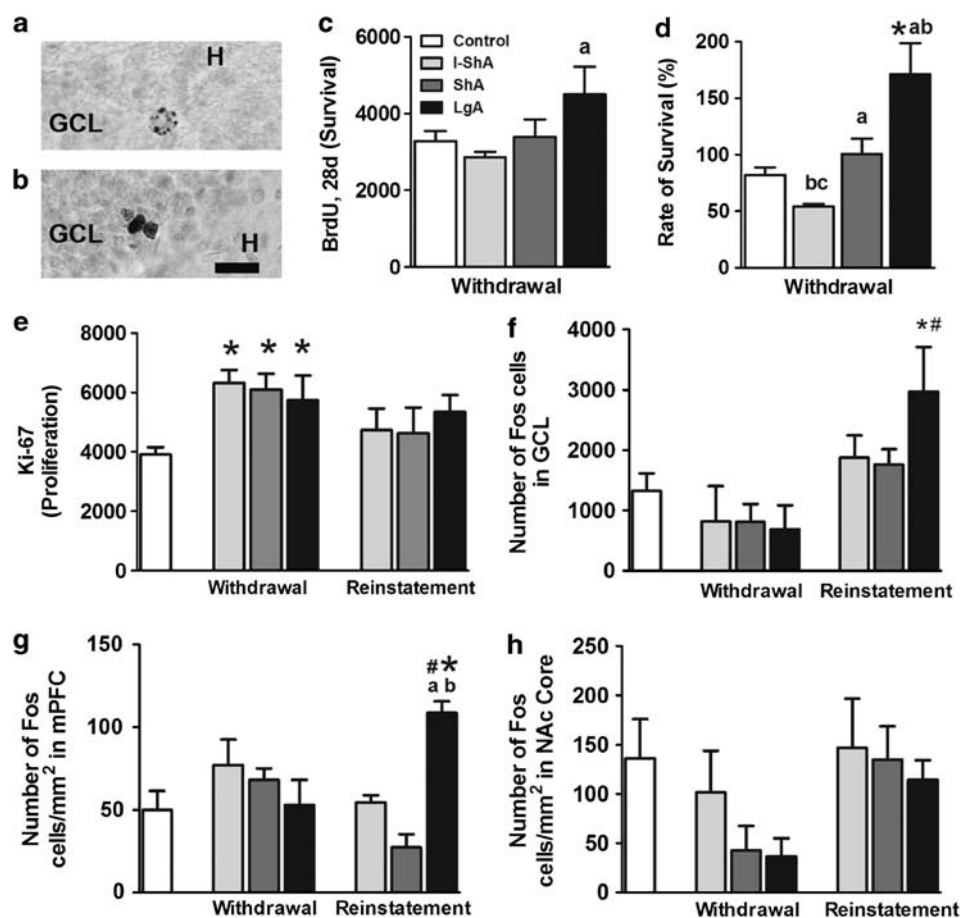 a
H
GCL
b
GCL
H
c
BrdU, 28d (Survival)
6000
4000
2000
0
Control
I-ShA
ShA
LgA
a
Withdrawal
d
Rate of Survival (%)
200
150
100
50
0
bc
a
*ab
Withdrawal
e
Ki-67
(Proliferation)
8000
6000
4000
2000
0
* * *
Withdrawal
Reinstatement
f
Number of Fos cells
in GCL
4000
3000
2000
1000
0
*#
Withdrawal
Reinstatement
g
Number of Fos
cells/mm² in mPFC
150
100
50
0
#*
a b
Withdrawal
Reinstatement
h
Number of Fos
cells/mm² in NAc Core
250
200
150
100
50
0
Withdrawal
Reinstatement